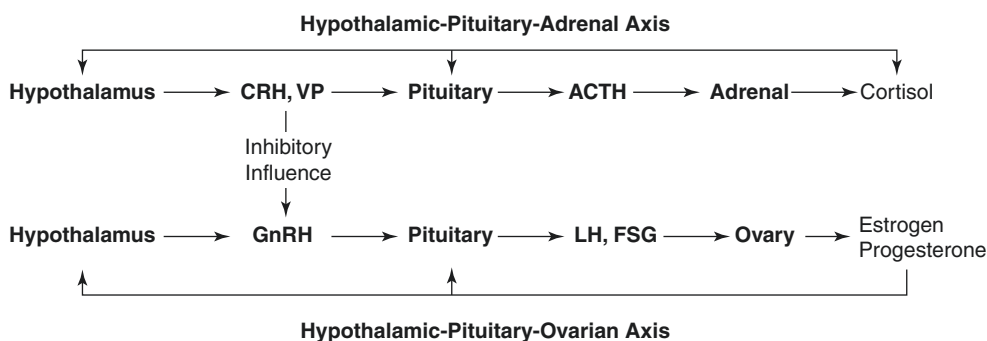 Hypothalamic-Pituitary-Adrenal Axis
Hypothalamus CRH, VP Pituitary ACTH Adrenal Cortisol
Inhibitory
Influence
Hypothalamus GnRH Pituitary LH, FSG Ovary Estrogen
Progesterone
Hypothalamic-Pituitary-Ovarian Axis